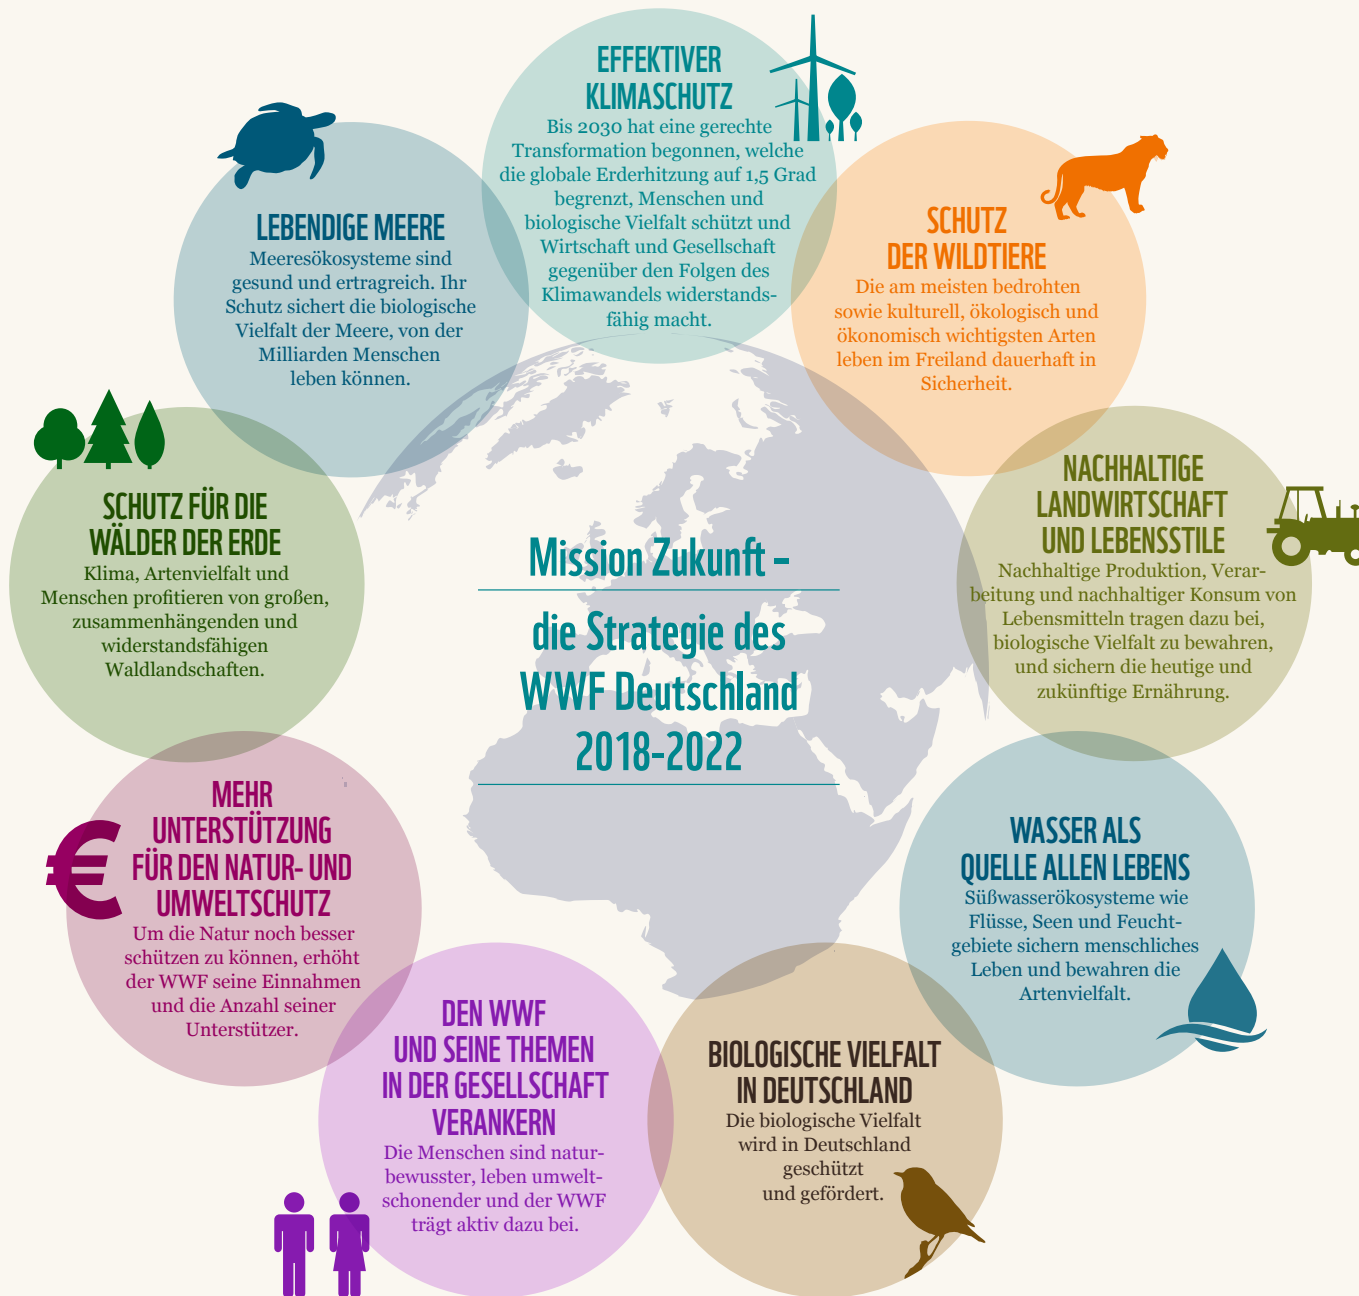 EFFEKTIVER
KLIMASCHUTZ
Bis 2030 hat eine gerechte
Transformation begonnen, welche
die globale Erderhitzung auf 1,5 Grad
begrenzt, Menschen und
biologische Vielfalt schützt und
Wirtschaft und Gesellschaft
gegenüber den Folgen des
Klimawandels widerstands-
fähig macht.
SCHUTZ
DER WILDTIERE
Die am meisten bedrohten
sowie kulturell, ökologisch und
ökonomisch wichtigsten Arten
leben im Freiland dauerhaft in
Sicherheit.
NACHHALTIGE
LANDWIRTSCHAFT
UND LEBENSSTILE
Nachhaltige Produktion, Verar-
beitung und nachhaltiger Konsum von
Lebensmitteln tragen dazu bei,
biologische Vielfalt zu bewahren,
und sichern die heutige und
zukünftige Ernährung.
WASSER ALS
QUELLE ALLEN LEBENS
Süßwasserökosysteme wie
Flüsse, Seen und Feucht-
gebiete sichern menschliches
Leben und bewahren die
Artenvielfalt.
BIOLOGISCHE VIELFALT
IN DEUTSCHLAND
Die biologische Vielfalt
wird in Deutschland
geschützt
und gefördert.
DEN WWF
UND SEINE THEMEN
IN DER GESELLSCHAFT
VERANKERN
Die Menschen sind natur-
bewusster, leben umwelt-
schonender und der WWF
trägt aktiv dazu bei.
MEHR
UNTERSTÜTZUNG
FÜR DEN NATUR- UND
UMWELTSCHUTZ
Um die Natur noch besser
schützen zu können, erhöht
der WWF seine Einnahmen
und die Anzahl seiner
Unterstützer.
€
SCHUTZ FÜR DIE
WÄLDER DER ERDE
Klima, Artenvielfalt und
Menschen profitieren von großen,
zusammenhängenden und
widerstandsfähigen
Waldlandschaften.
LEBENDIGE MEERE
Meeresökosysteme sind
gesund und ertragreich. Ihr
Schutz sichert die biologische
Vielfalt der Meere, von der
Milliarden Menschen
leben können.
Mission Zukunft –
die Strategie des
WWF Deutschland
2018-2022